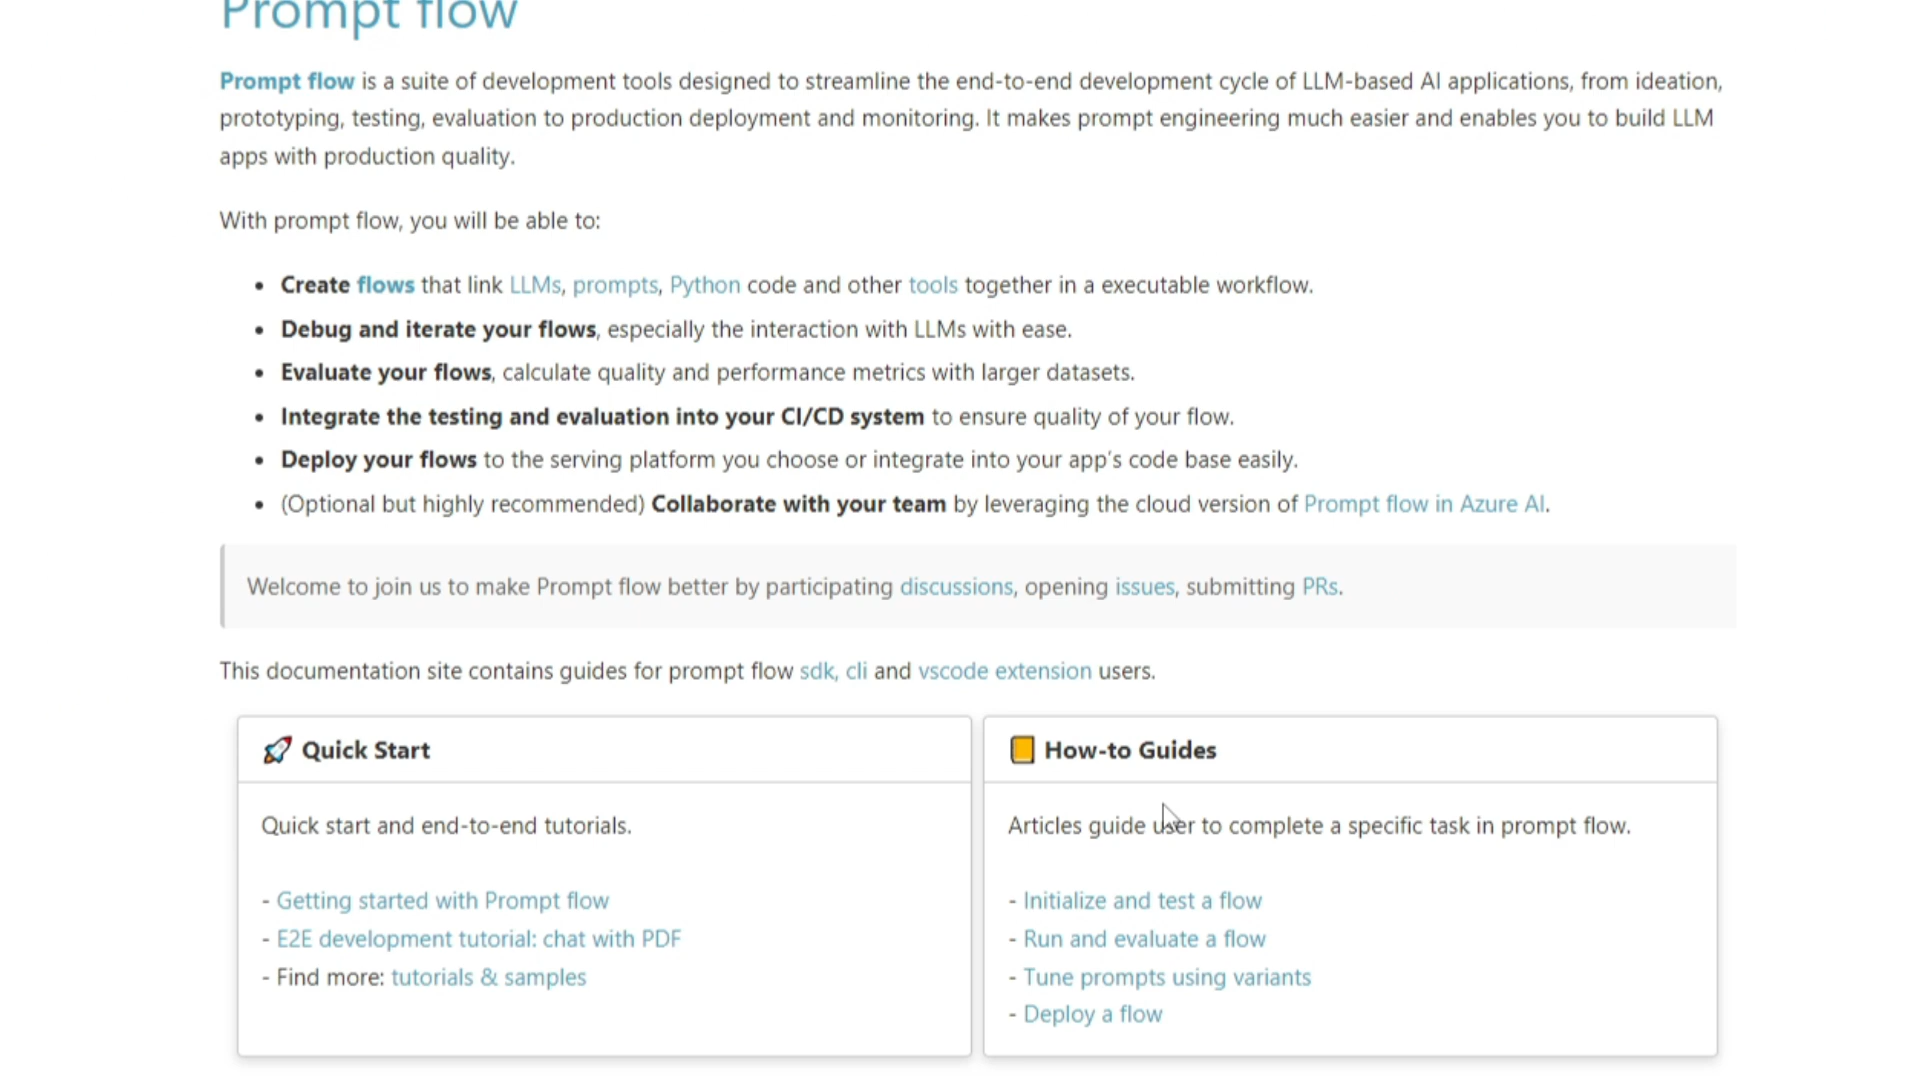 Prompt flow
Prompt flow is a suite of development tools designed to streamline the end-to-end development cycle of LLM-based AI applications, from ideation,
prototyping, testing, evaluation to production deployment and monitoring. It makes prompt engineering much easier and enables you to build LLM
apps with production quality.
With prompt flow, you will be able to:
• Create flows that link LLMs, prompts, Python code and other tools together in a executable workflow.
• Debug and iterate your flows, especially the interaction with LLMs with ease.
• Evaluate your flows, calculate quality and performance metrics with larger datasets.
• Integrate the testing and evaluation into your CI/CD system to ensure quality of your flow.
• Deploy your flows to the serving platform you choose or integrate into your app's code base easily.
• (Optional but highly recommended) Collaborate with your team by leveraging the cloud version of Prompt flow in Azure AI.
Welcome to join us to make Prompt flow better by participating discussions, opening issues, submitting PRs.
This documentation site contains guides for prompt flow sdk, cli and vscode extension users.
Quick Start
Quick start and end-to-end tutorials.
- Getting started with Prompt flow
- E2E development tutorial: chat with PDF
- Find more: tutorials & samples
How-to Guides
Articles guide user to complete a specific task in prompt flow.
- Initialize and test a flow
- Run and evaluate a flow
- Tune prompts using variants
- Deploy a flow